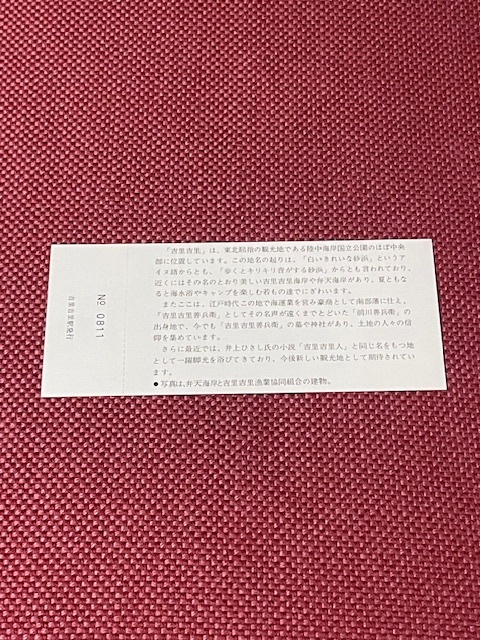 「吉里吉里」は、東北屈指の観光地である陸中海岸国立公園のほぼ中央
部に位置しています。この地名の起りは、「白いきれいな砂浜」というア
イヌ語からとも、「歩くとキリキリ音がする砂浜」からとも言われており、
近くにはその名のとおり美しい吉里吉里海岸や弁天海岸があり、夏ともな
ると海水浴やキャンプを楽しむ若もの達でにぎわいます。
またここは、江戸時代この地で海運業を営み豪商として南部藩に仕え、
「吉里吉里善兵衛」としてその名声が遠くまでとどいた「前川善兵衛」の
出身地で、今でも「吉里吉里善兵衛」の墓や神社があり、土地の人々の信
仰を集めています。
さらに最近では、井上ひさし氏の小説「吉里吉里人」と同じ名をもつ地
として一躍脚光を浴びてきており、今後新しい観光地として期待されてい
ます。
●写真は、弁天海岸と吉里吉里漁業協同組合の建物。
№ 0811
吉里吉里駅発行